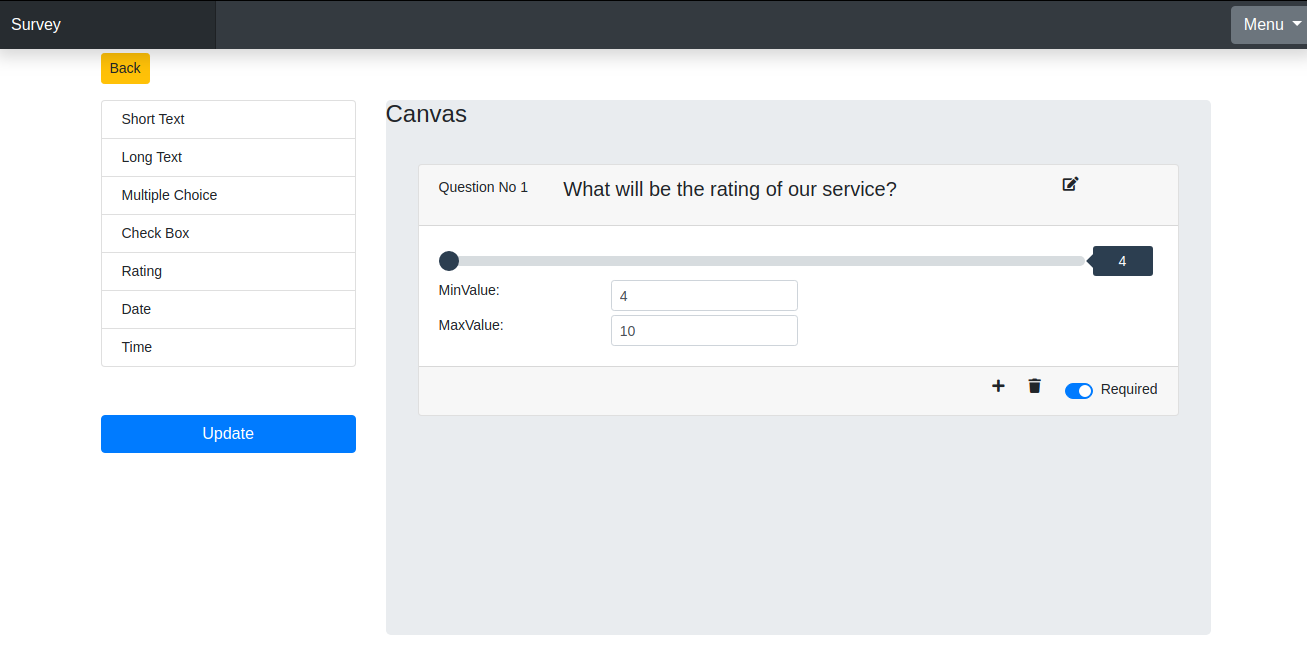 Survey
Menu
Back
Short Text
Long Text
Multiple Choice
Check Box
Rating
Date
Time
Update
Canvas
Question No 1 What will be the rating of our service?
4
MinValue: 4
MaxValue: 10
Required